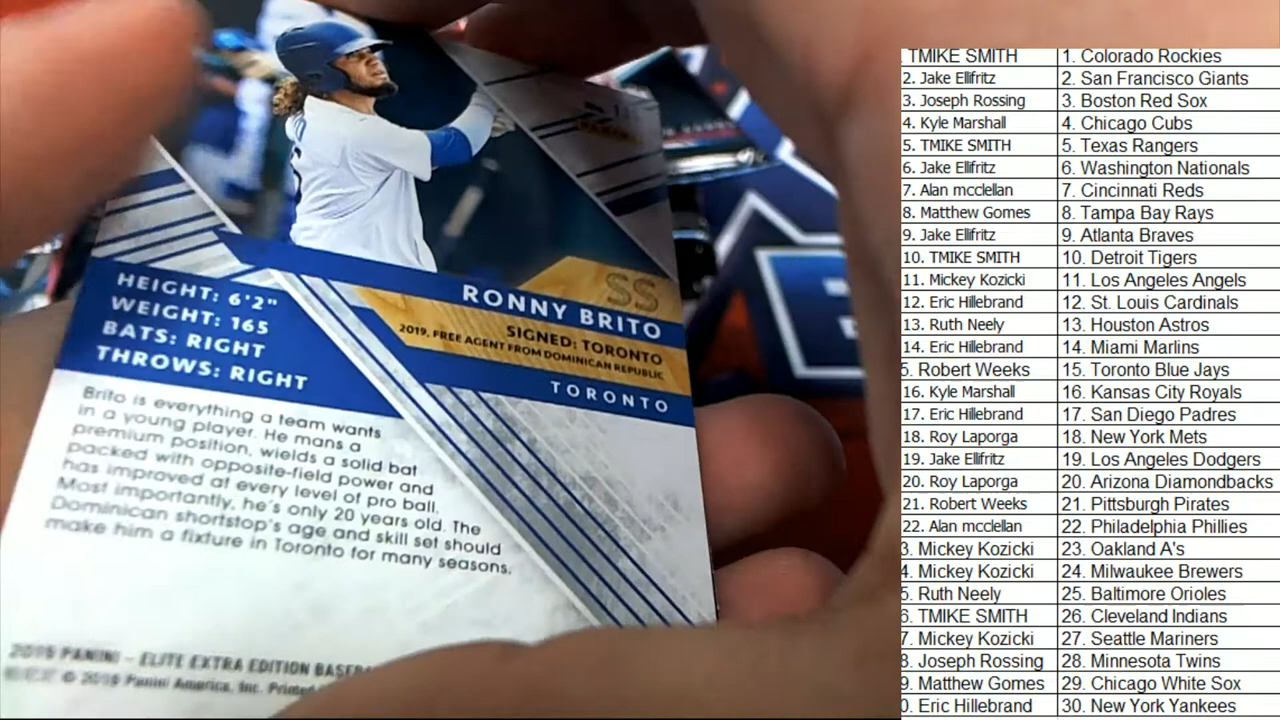 SS
RONNY BRITO
SIGNED: TORONTO
2019, FREE AGENT FROM DOMINICAN REPUBLIC
TORONTO
HEIGHT: 6'2"
WEIGHT: 165
BATS: RIGHT
THROWS: RIGHT
Brito is everything a team wants
in a young player. He mans a
premium position, wields a solid bat
packed with opposite-field power and
has improved at every level of pro ball.
Most importantly, he's only 20 years old. The
Dominican shortstop's age and skill set should
make him a fixture in Toronto for many seasons.
2019 PANINI – ELITE EXTRA EDITION
© 2019 Panini America, Inc.
. TMIKE SMITH 1. Colorado Rockies
2. Jake Ellifritz 2. San Francisco Giants
3. Joseph Rossing 3. Boston Red Sox
4. Kyle Marshall 4. Chicago Cubs
5. TMIKE SMITH 5. Texas Rangers
6. Jake Ellifritz 6. Washington Nationals
7. Alan mcclellan 7. Cincinnati Reds
8. Matthew Gomes 8. Tampa Bay Rays
9. Jake Ellifritz 9. Atlanta Braves
10. TMIKE SMITH 10. Detroit Tigers
11. Mickey Kozicki 11. Los Angeles Angels
12. Eric Hillebrand 12. St. Louis Cardinals
13. Ruth Neely 13. Houston Astros
14. Eric Hillebrand 14. Miami Marlins
5. Robert Weeks 15. Toronto Blue Jays
16. Kyle Marshall 16. Kansas City Royals
17. Eric Hillebrand 17. San Diego Padres
18. Roy Laporga 18. New York Mets
19. Jake Ellifritz 19. Los Angeles Dodgers
20. Roy Laporga 20. Arizona Diamondbacks
21. Robert Weeks 21. Pittsburgh Pirates
22. Alan mcclellan 22. Philadelphia Phillies
3. Mickey Kozicki 23. Oakland A's
4. Mickey Kozicki 24. Milwaukee Brewers
5. Ruth Neely 25. Baltimore Orioles
6. TMIKE SMITH 26. Cleveland Indians
7. Mickey Kozicki 27. Seattle Mariners
8. Joseph Rossing 28. Minnesota Twins
9. Matthew Gomes 29. Chicago White Sox
0. Eric Hillebrand 30. New York Yankees